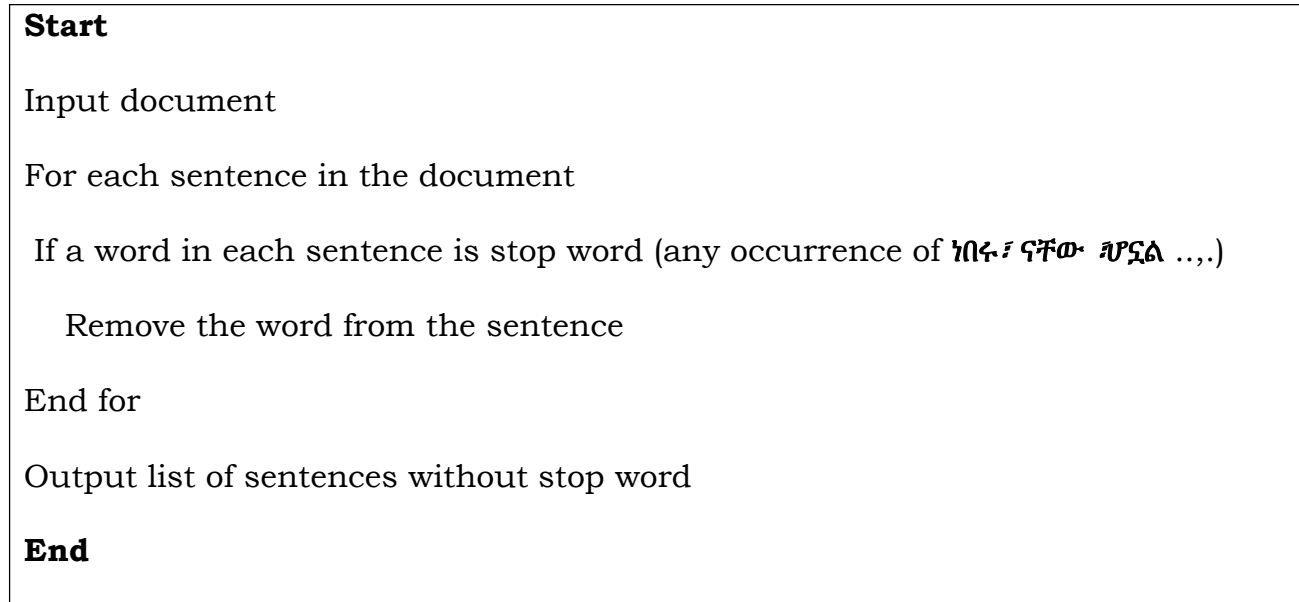 Start
Input document
For each sentence in the document
If a word in each sentence is stop word (any occurrence of ነበሩ፣ ናቸው ፣ሆኗል ..,.)
Remove the word from the sentence
End for
Output list of sentences without stop word
End